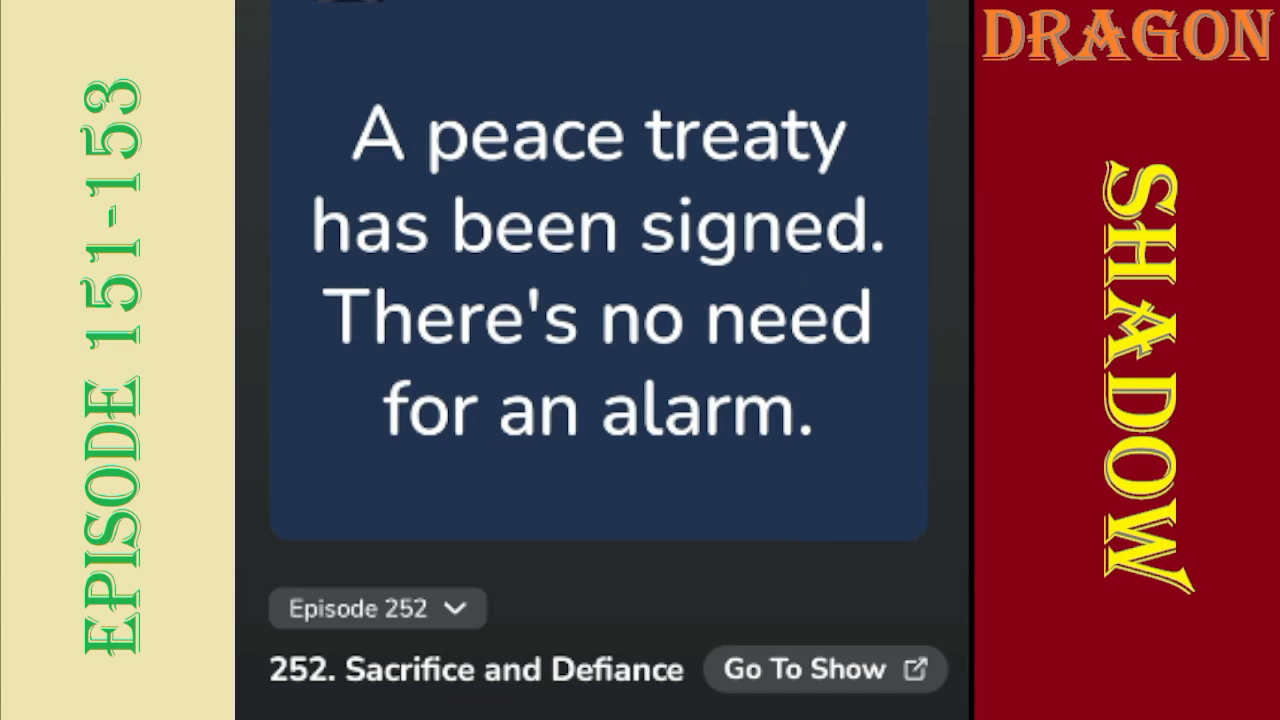 EPISODE 151-153
A peace treaty
has been signed.
There's no need
for an alarm.
Episode 252
252. Sacrifice and Defiance
Go To Show
DRAGON
SHADOW